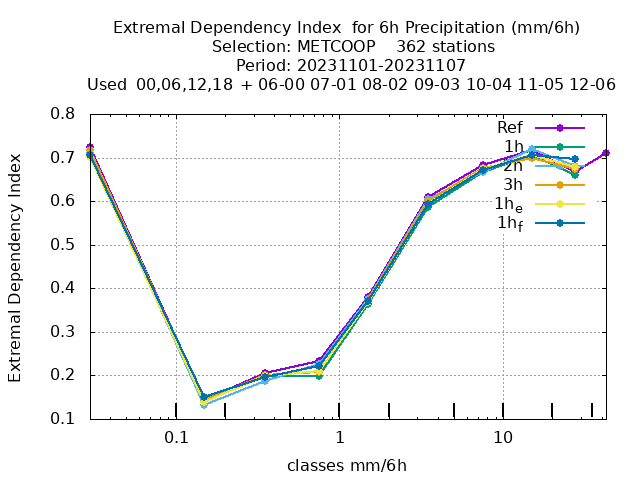 Extremal Dependency Index  for 6h Precipitation (mm/6h)
Selection: METCOOP    362 stations
Period: 20231101-20231107
Used  00,06,12,18  + 06-00 07-01 08-02 09-03 10-04 11-05 12-06
0.8
0.7
0.6
0.5
0.4
0.3
0.2
0.1
Extremal Dependency Index
Ref
1h
2h
3h
1he
1hf
0.1 1 10
classes mm/6h